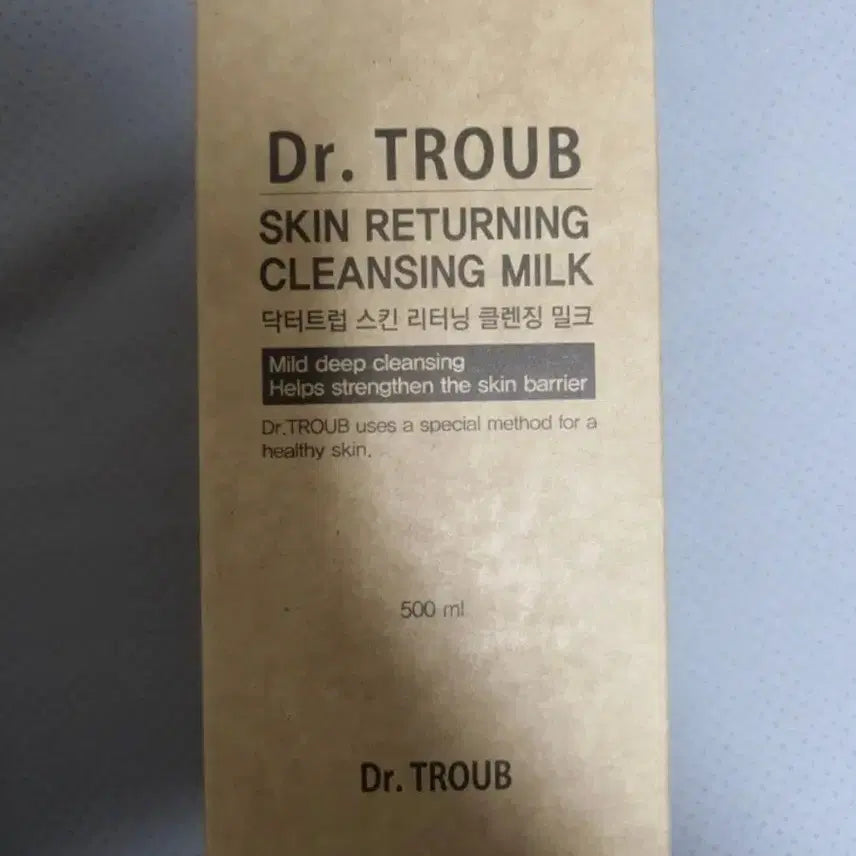 Dr. TROUB
SKIN RETURNING
CLEANSING MILK
닥터트럽 스킨 리터닝 클렌징 밀크
Mild deep cleansing
Helps strengthen the skin barrier
Dr.TROUB uses a special method for a
healthy skin.
500 ml
Dr. TROUB